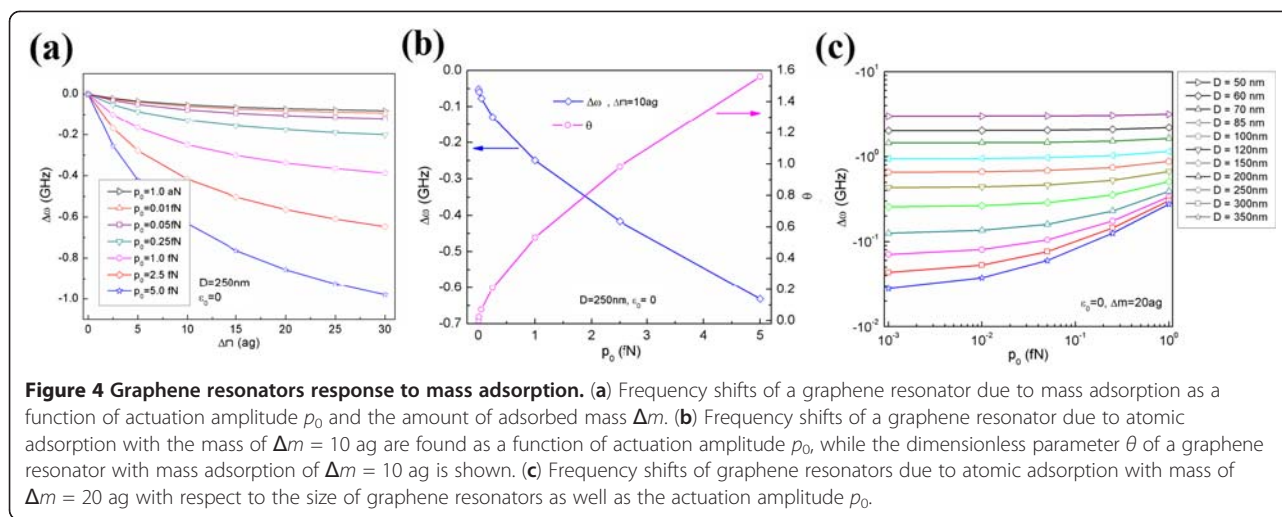 (a)
0.0
-0.2
-0.4
-0.6
-0.8
-1.0
Δω (GHz)
p₀=1.0 aN
p₀=0.01fN
p₀=0.05fN
p₀=0.25fN
p₀=1.0 fN
p₀=2.5 fN
p₀=5.0 fN
D=250nm
ε₀=0
0 5 10 15 20 25 30
Δm (ag)
(b)
0.0
-0.1
-0.2
-0.3
-0.4
-0.5
-0.6
-0.7
Δω (GHz)
Δω , Δm=10ag
θ
D=250nm, ε₀= 0
0 1 2 3 4 5
p₀ (fN)
1.6
1.4
1.2
1.0
0.8
0.6
0.4
0.2
0.0
θ
(c)
-10¹
-10⁰
-10⁻¹
-10⁻²
Δω (GHz)
ε₀=0, Δm=20ag
10⁻³ 10⁻² 10⁻¹ 10⁰
p₀ (fN)
D = 50 nm
D = 60 nm
D = 70 nm
D = 85 nm
D = 100nm
D = 120nm
D = 150nm
D = 200nm
D = 250nm
D = 300nm
D = 350nm
Figure 4 Graphene resonators response to mass adsorption. (a) Frequency shifts of a graphene resonator due to mass adsorption as a
function of actuation amplitude p₀ and the amount of adsorbed mass Δm. (b) Frequency shifts of a graphene resonator due to atomic
adsorption with the mass of Δm = 10 ag are found as a function of actuation amplitude p₀, while the dimensionless parameter θ of a graphene
resonator with mass adsorption of Δm = 10 ag is shown. (c) Frequency shifts of graphene resonators due to atomic adsorption with mass of
Δm = 20 ag with respect to the size of graphene resonators as well as the actuation amplitude p₀.